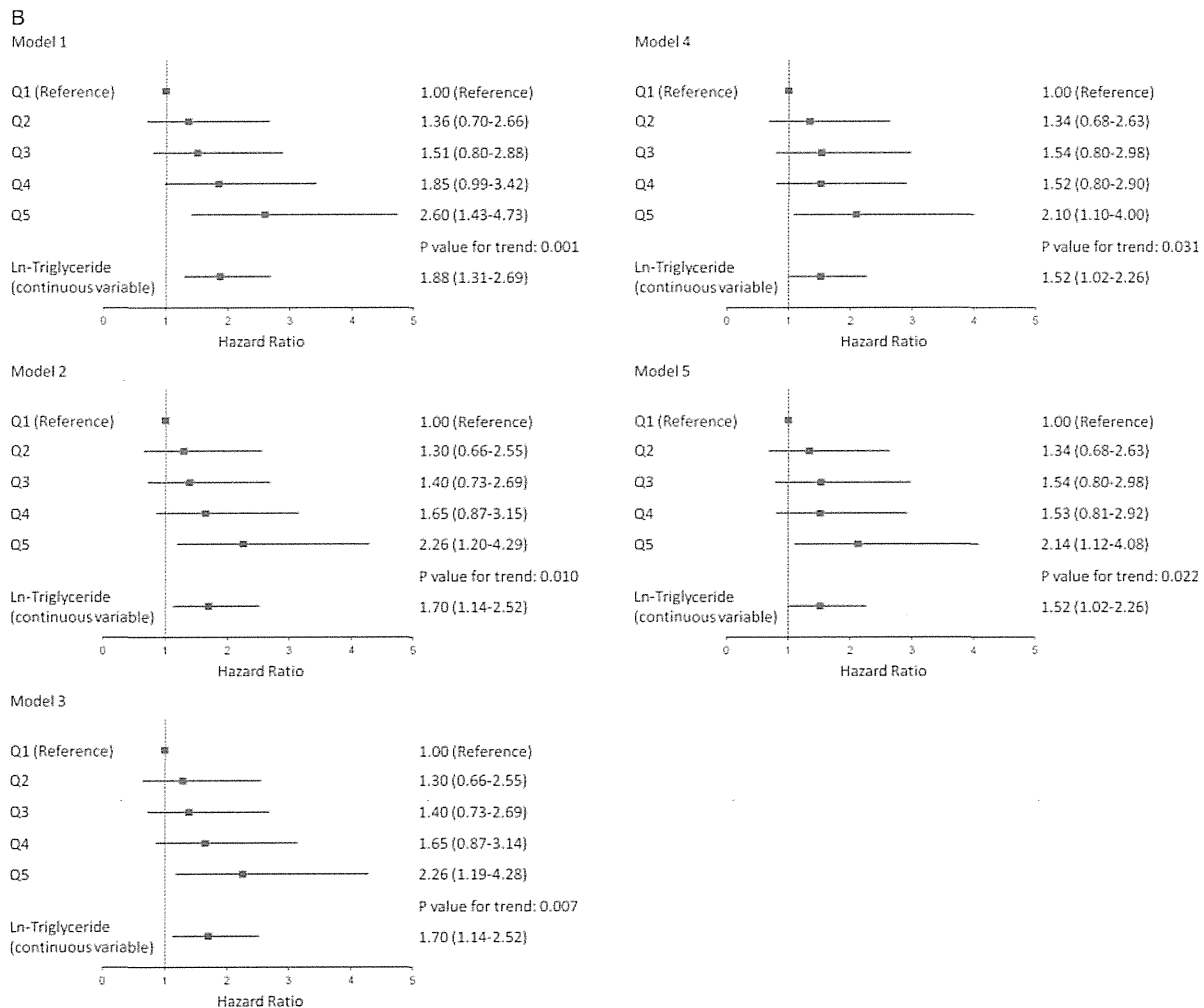 B
Model 1
Q1 (Reference) 1.00 (Reference)
Q2 1.36 (0.70-2.66)
Q3 1.51 (0.80-2.88)
Q4 1.85 (0.99-3.42)
Q5 2.60 (1.43-4.73)
P value for trend: 0.001
Ln-Triglyceride
(continuous variable) 1.88 (1.31-2.69)
0 1 2 3 4 5
Hazard Ratio
Model 2
Q1 (Reference) 1.00 (Reference)
Q2 1.30 (0.66-2.55)
Q3 1.40 (0.73-2.69)
Q4 1.65 (0.87-3.15)
Q5 2.26 (1.20-4.29)
P value for trend: 0.010
Ln-Triglyceride
(continuous variable) 1.70 (1.14-2.52)
0 1 2 3 4 5
Hazard Ratio
Model 3
Q1 (Reference) 1.00 (Reference)
Q2 1.30 (0.66-2.55)
Q3 1.40 (0.73-2.69)
Q4 1.65 (0.87-3.14)
Q5 2.26 (1.19-4.28)
P value for trend: 0.007
Ln-Triglyceride
(continuous variable) 1.70 (1.14-2.52)
0 1 2 3 4 5
Hazard Ratio
Model 4
Q1 (Reference) 1.00 (Reference)
Q2 1.34 (0.68-2.63)
Q3 1.54 (0.80-2.98)
Q4 1.52 (0.80-2.90)
Q5 2.10 (1.10-4.00)
P value for trend: 0.031
Ln-Triglyceride
(continuous variable) 1.52 (1.02-2.26)
0 1 2 3 4 5
Hazard Ratio
Model 5
Q1 (Reference) 1.00 (Reference)
Q2 1.34 (0.68-2.63)
Q3 1.54 (0.80-2.98)
Q4 1.53 (0.81-2.92)
Q5 2.14 (1.12-4.08)
P value for trend: 0.022
Ln-Triglyceride
(continuous variable) 1.52 (1.02-2.26)
0 1 2 3 4 5
Hazard Ratio